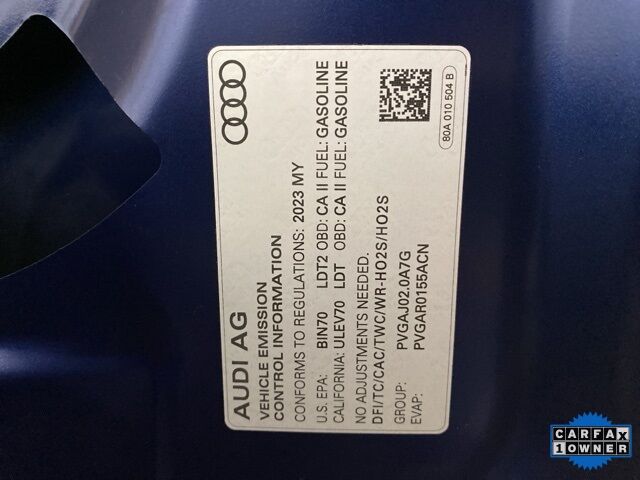 AUDI AG
VEHICLE EMISSION
CONTROL INFORMATION
CONFORMS TO REGULATIONS: 2023 MY
U.S. EPA: BIN70 LDT2 OBD: CA II FUEL: GASOLINE
CALIFORNIA: ULEV70 LDT OBD: CA II FUEL: GASOLINE
NO ADJUSTMENTS NEEDED.
DFI/TC/CAC/TWC/WR-HO2S/HO2S
GROUP: PVGAJ02.0A7G
EVAP: PVGAR0155ACN
80A 010 504 B
CARFAX
1 OWNER